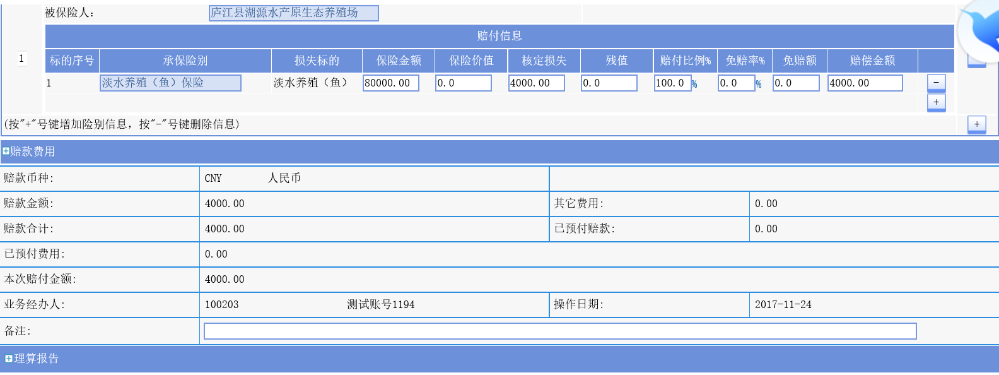 被保险人: 庐江县湖源水产原生态养殖场
赔付信息
1
标的序号 承保险别 损失标的 保险金额 保险价值 核定损失 残值 赔付比例% 免赔率% 免赔额 赔偿金额
1 淡水养殖（鱼）保险 淡水养殖（鱼） 80000.00 0.0 4000.00 0.0 100.0 % 0.0 % 0.0 4000.00 -
+
(按"+"号键增加险别信息，按"-"号键删除信息) +
赔款费用
赔款币种: CNY 人民币
赔款金额: 4000.00 其它费用: 0.00
赔款合计: 4000.00 已预付赔款: 0.00
已预付费用: 0.00
本次赔付金额: 4000.00
业务经办人: 100203 测试账号1194 操作日期: 2017-11-24
备注:
理算报告